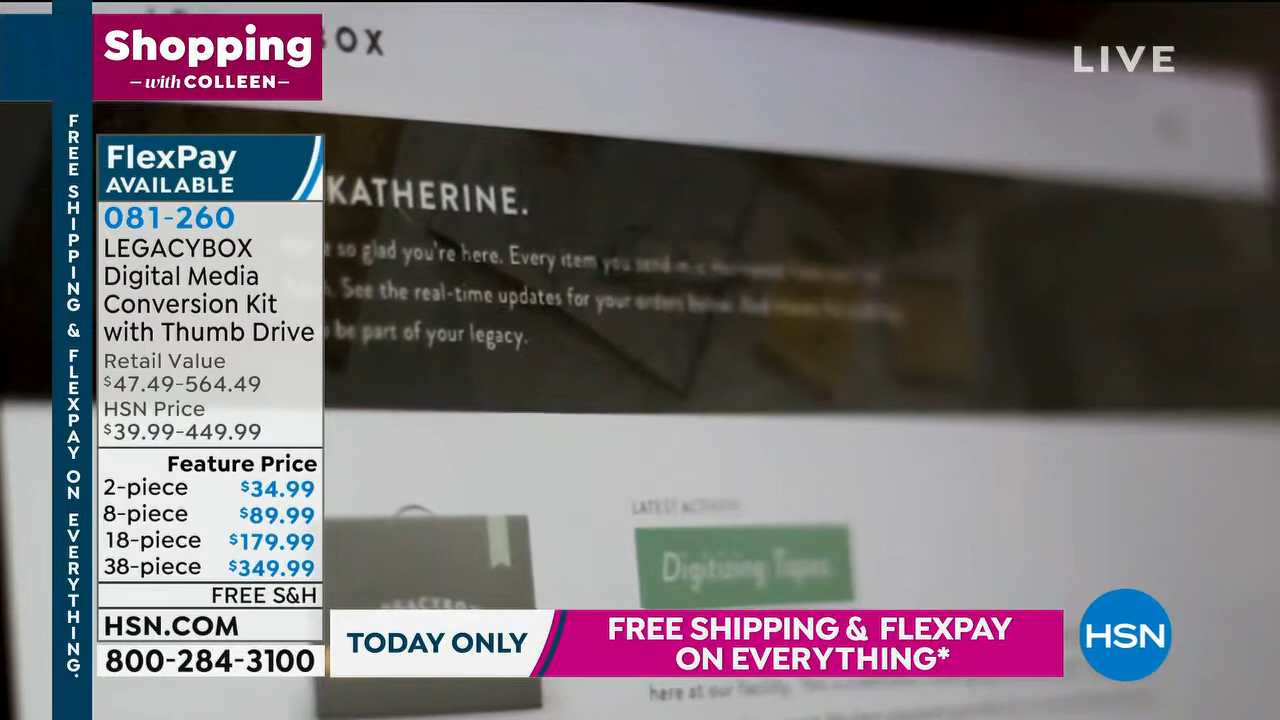 Shopping
with COLLEEN
BOX
LIVE
FREE SHIPPING & FLEXPAY ON EVERYTHING.
FlexPay
AVAILABLE
081-260
LEGACYBOX
Digital Media
Conversion Kit
with Thumb Drive
Retail Value
$47.49-564.49
HSN Price
$39.99-449.99
Feature Price
2-piece $34.99
8-piece $89.99
18-piece $179.99
38-piece $349.99
FREE S&H
HSN.COM
800-284-3100
KATHERINE.
so glad you're here. Every item you send
See the real-time updates for your orders below.
be part of your legacy.
LATEST ACTIVITY
Digitizing Tapes
LEGACYBOX
here at our facility.
TODAY ONLY
FREE SHIPPING & FLEXPAY
ON EVERYTHING*
HSN